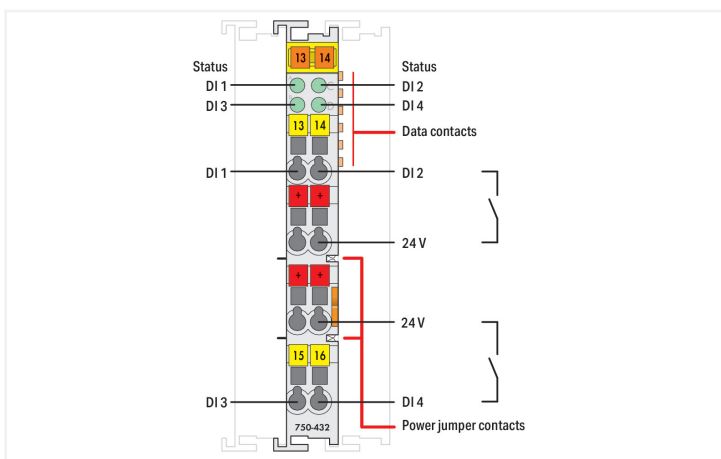 13 14
Status Status
DI 1 C DI 2
DI 3 D DI 4
13 14
Data contacts
DI 1 DI 2
+ +
24 V
+ +
24 V
15 16
DI 3 DI 4
750-432
Power jumper contacts